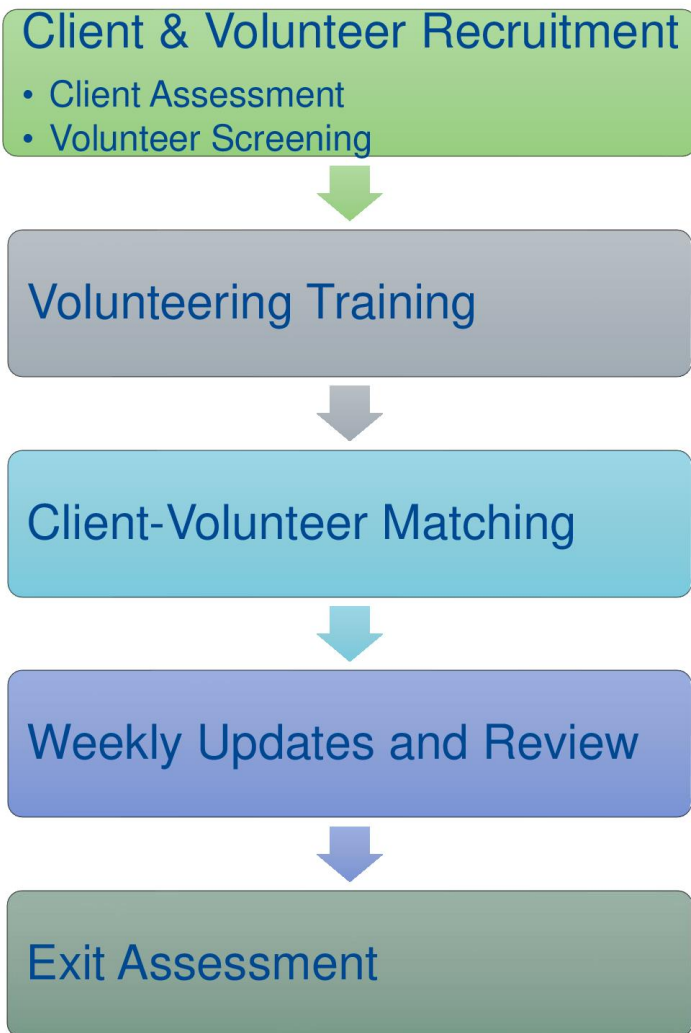 Client & Volunteer Recruitment
• Client Assessment
• Volunteer Screening
Volunteering Training
Client-Volunteer Matching
Weekly Updates and Review
Exit Assessment